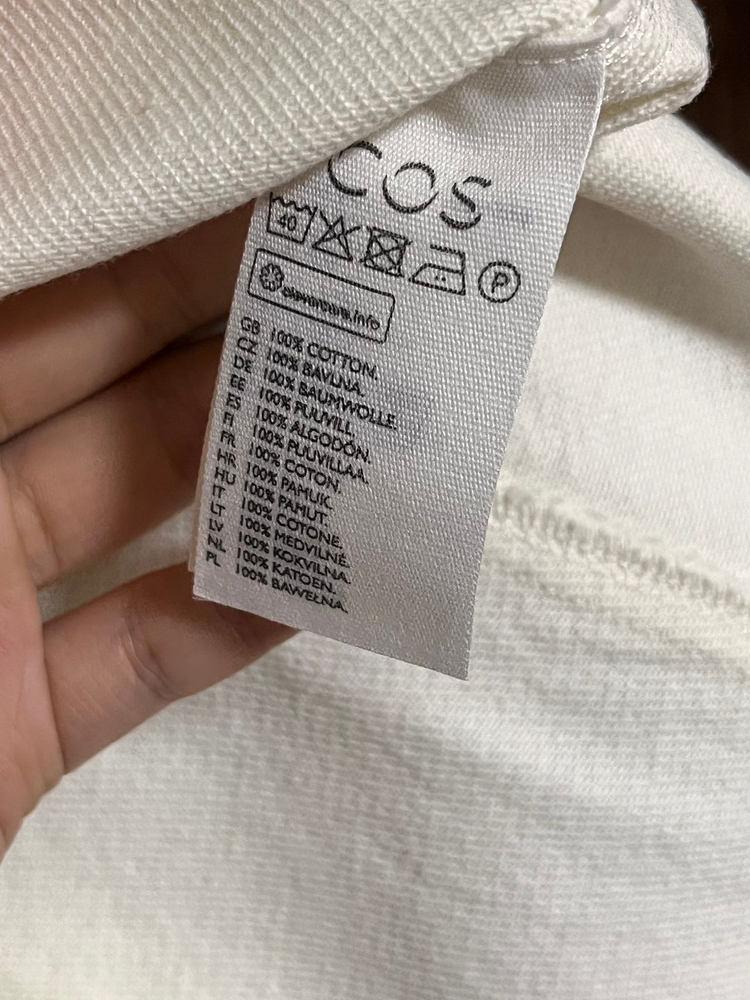 COS
40 P
clevercare.info
GB 100% COTTON.
CZ 100% BAVLNA.
DE 100% BAUMWOLLE.
EE 100% PUUVILL.
ES 100% ALGODÓN.
FI 100% PUUVILLAA.
FR 100% COTON.
HR 100% PAMUK.
HU 100% PAMUT.
IT 100% COTONE.
LT 100% MEDVILNĖ.
LV 100% KOKVILNA.
NL 100% KATOEN.
PL 100% BAWEŁNA.